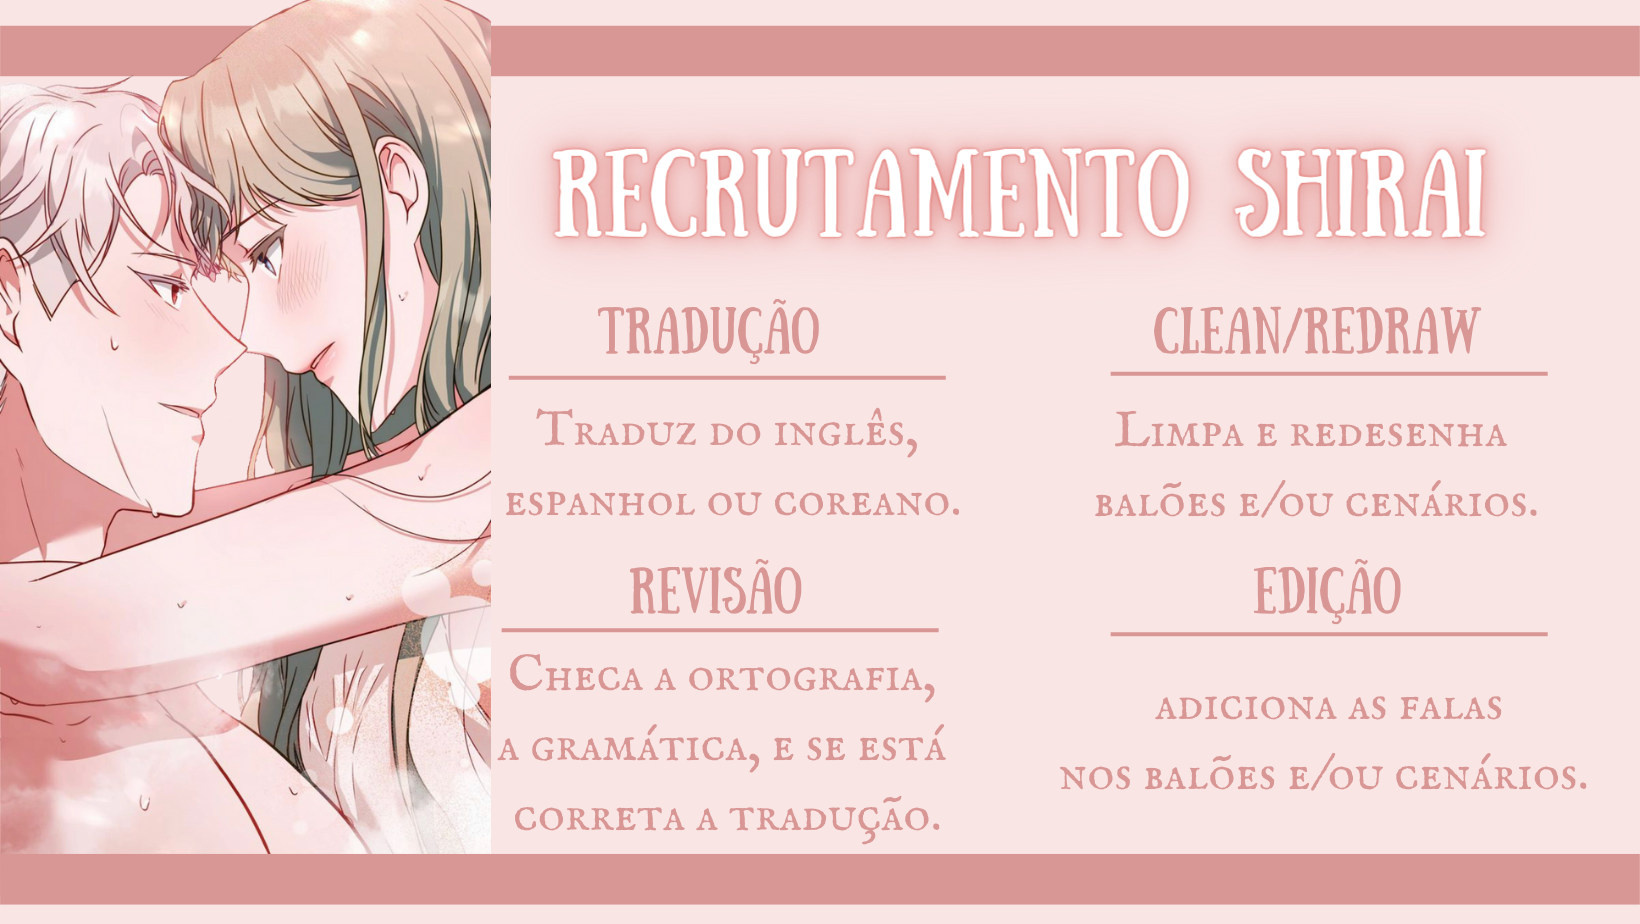 RECRUTAMENTO SHIRAI
TRADUÇÃO
Traduz do inglês,
espanhol ou coreano.
CLEAN/REDRAW
Limpa e redesenha
balões e/ou cenários.
REVISÃO
Checa a ortografia,
a gramática, e se está
correta a tradução.
EDIÇÃO
adiciona as falas
nos balões e/ou cenários.